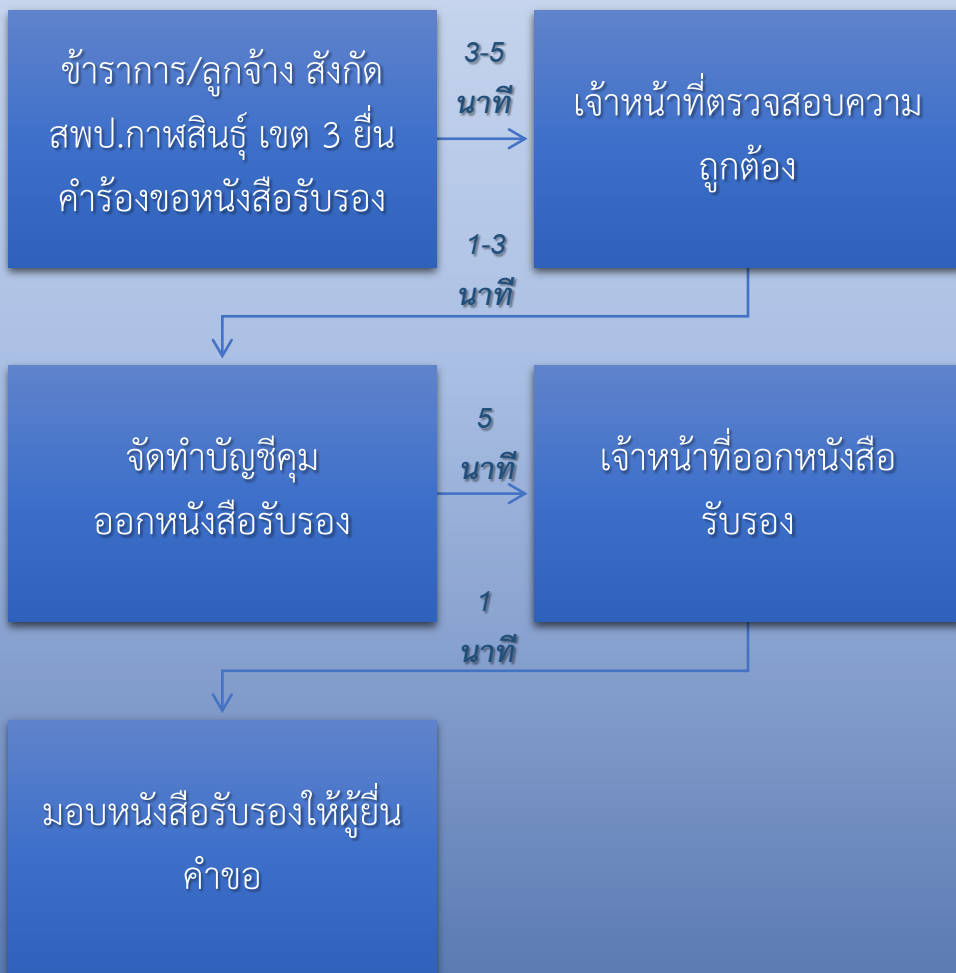 ข้าราชการ/ลูกจ้าง สังกัด
สพป.กาฬสินธุ์ เขต 3 ยื่น
คำร้องขอหนังสือรับรอง
3-5
นาที
เจ้าหน้าที่ตรวจสอบความ
ถูกต้อง
1-3
นาที
จัดทำบัญชีคุม
ออกหนังสือรับรอง
5
นาที
เจ้าหน้าที่ออกหนังสือ
รับรอง
1
นาที
มอบหนังสือรับรองให้ผู้ยื่น
คำขอ